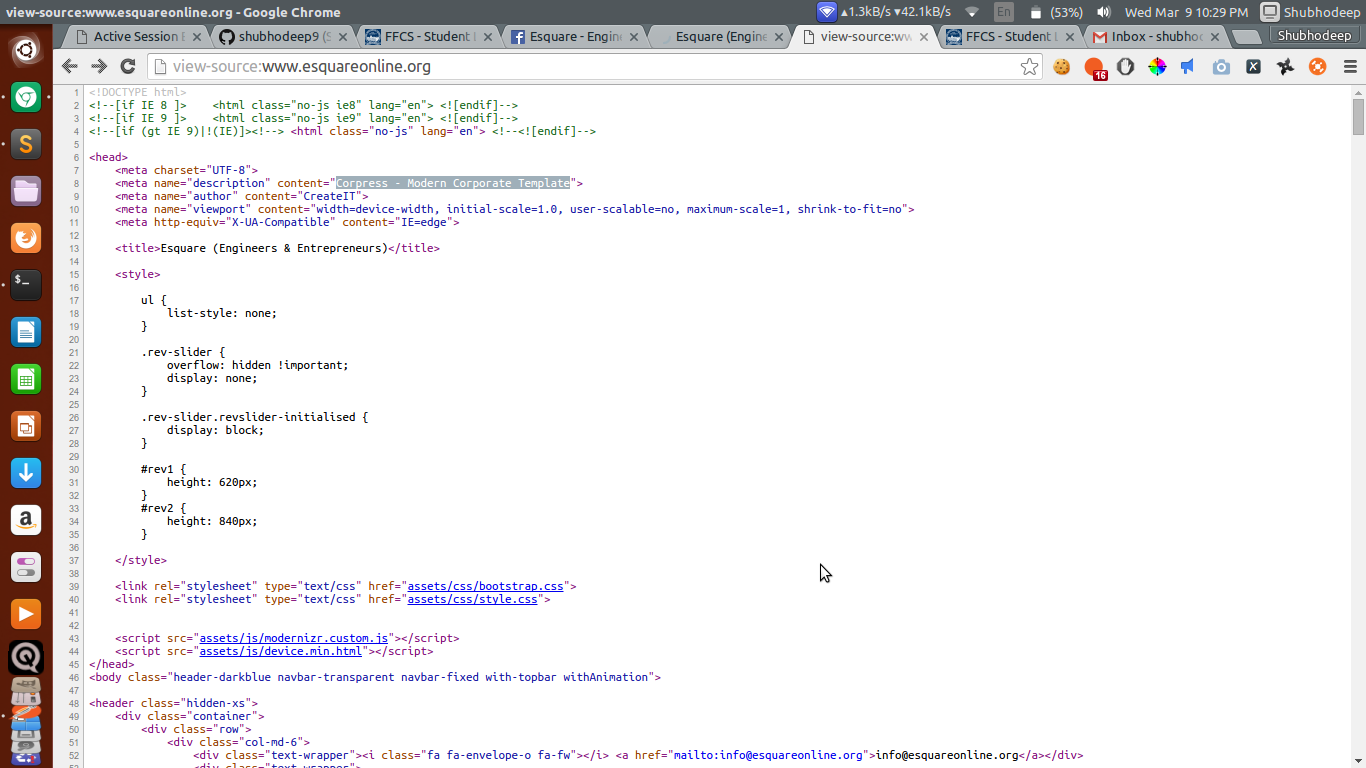 view-source:www.esquareonline.org - Google Chrome
1.3kB/s 42.1kB/s En (53%) Wed Mar 9 10:29 PM Shubhodeep
Active Session E shubhodeep9 (S FFCS - Student L Esquare - Engine Esquare (Engine view-source:ww FFCS - Student L Inbox - shubhoc Shubhodeep
view-source:www.esquareonline.org 16
1 <!DOCTYPE html>
2 <!--[if IE 8 ]>    <html class="no-js ie8" lang="en"> <![endif]-->
3 <!--[if IE 9 ]>    <html class="no-js ie9" lang="en"> <![endif]-->
4 <!--[if (gt IE 9)|!(IE)]><!--> <html class="no-js" lang="en"> <!--<![endif]-->
5
6 <head>
7     <meta charset="UTF-8">
8     <meta name="description" content="Corpress - Modern Corporate Template">
9     <meta name="author" content="CreateIT">
10     <meta name="viewport" content="width=device-width, initial-scale=1.0, user-scalable=no, maximum-scale=1, shrink-to-fit=no">
11     <meta http-equiv="X-UA-Compatible" content="IE=edge">
12
13     <title>Esquare (Engineers & Entrepreneurs)</title>
14
15     <style>
16
17         ul {
18             list-style: none;
19         }
20
21         .rev-slider {
22             overflow: hidden !important;
23             display: none;
24         }
25
26         .rev-slider.revslider-initialised {
27             display: block;
28         }
29
30         #rev1 {
31             height: 620px;
32         }
33         #rev2 {
34             height: 840px;
35         }
36
37     </style>
38
39     <link rel="stylesheet" type="text/css" href="assets/css/bootstrap.css">
40     <link rel="stylesheet" type="text/css" href="assets/css/style.css">
41
42
43     <script src="assets/js/modernizr.custom.js"></script>
44     <script src="assets/js/device.min.html"></script>
45 </head>
46 <body class="header-darkblue navbar-transparent navbar-fixed with-topbar withAnimation">
47
48 <header class="hidden-xs">
49     <div class="container">
50         <div class="row">
51             <div class="col-md-6">
52                 <div class="text-wrapper"><i class="fa fa-envelope-o fa-fw"></i> <a href="mailto:info@esquareonline.org">info@esquareonline.org</a></div>
53                 <div class="text-wrapper">